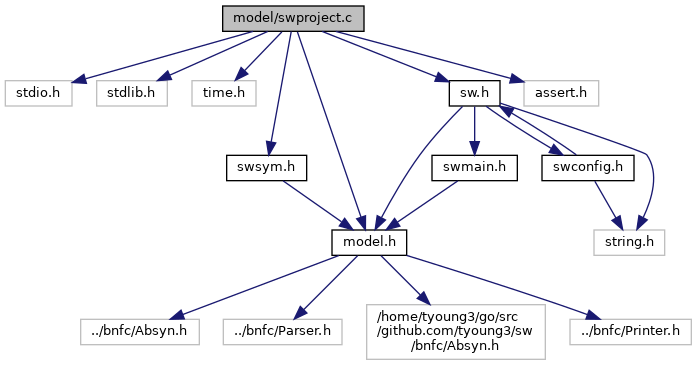 model/swproject.c
stdio.h
stdlib.h
time.h
sw.h
assert.h
swsym.h
swmain.h
swconfig.h
model.h
string.h
../bnfc/Absyn.h
../bnfc/Parser.h
/home/tyoung3/go/src
/github.com/tyoung3/sw
/bnfc/Absyn.h
../bnfc/Printer.h